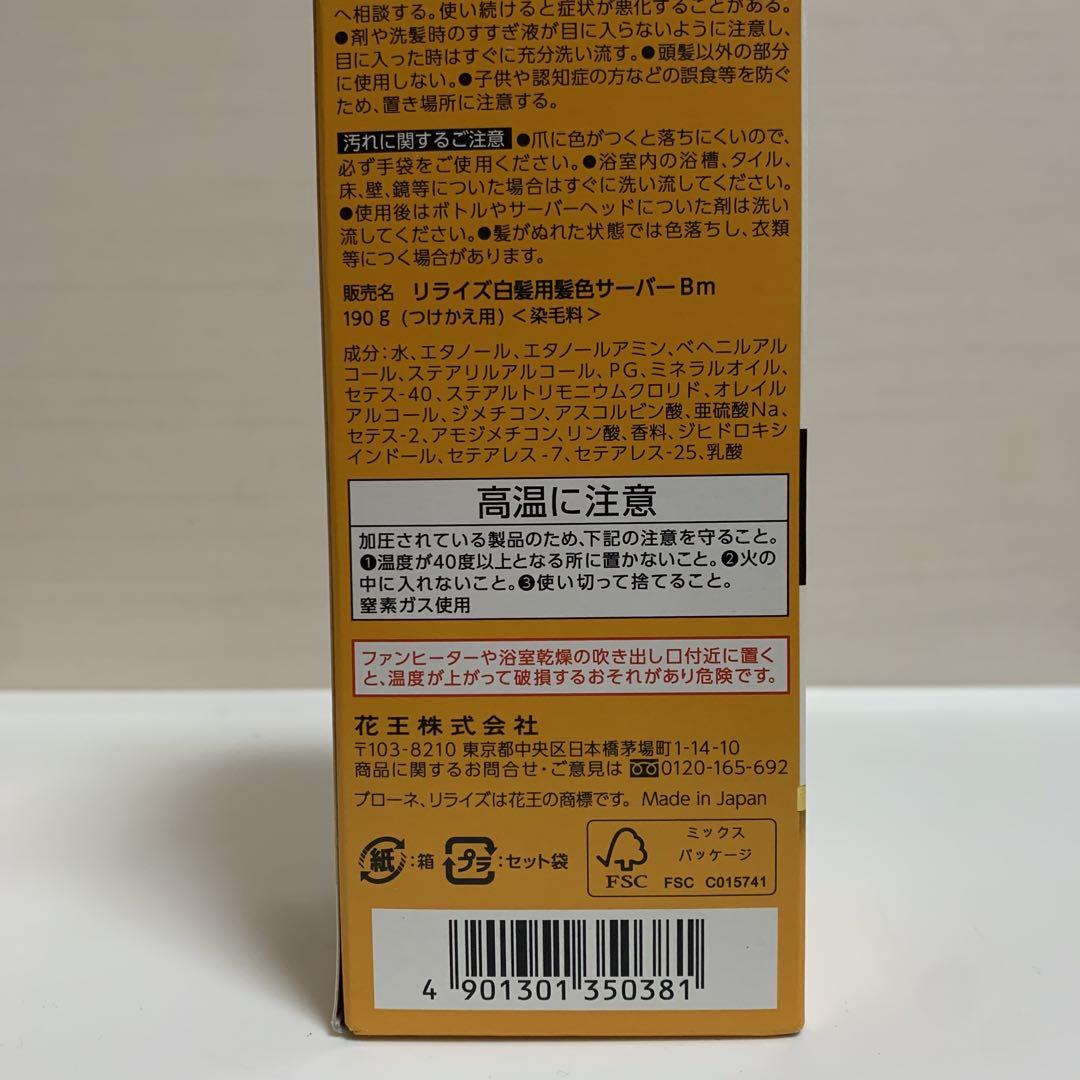 へ相談する。使い続けると症状が悪化することがある。
●剤や洗髪時のすすぎ液が目に入らないように注意し、
目に入った時はすぐに充分洗い流す。●頭髪以外の部分
に使用しない。●子供や認知症の方などの誤食等を防ぐ
ため、置き場所に注意する。
汚れに関するご注意 ●爪に色がつくと落ちにくいので、
必ず手袋をご使用ください。●浴室内の浴槽、タイル、
床、壁、鏡等についた場合はすぐに洗い流してください。
●使用後はボトルやサーバーヘッドについた剤は洗い
流してください。●髪がぬれた状態では色落ちし、衣類
等につく場合があります。
販売名 リライズ白髪用髪色サーバーBm
190g (つけかえ用) <染毛料>
成分:水、エタノール、エタノールアミン、ベヘニルアル
コール、ステアリルアルコール、PG、ミネラルオイル、
セテス-40、ステアルトリモニウムクロリド、オレイル
アルコール、ジメチコン、アスコルビン酸、亜硫酸Na、
セテス-2、アモジメチコン、リン酸、香料、ジヒドロキシ
インドール、セテアレス-7、セテアレス-25、乳酸
高温に注意
加圧されている製品のため、下記の注意を守ること。
❶温度が40度以上となる所に置かないこと。❷火の
中に入れないこと。❸使い切って捨てること。
窒素ガス使用
ファンヒーターや浴室乾燥の吹き出し口付近に置く
と、温度が上がって破損するおそれがあり危険です。
花王株式会社
〒103-8210 東京都中央区日本橋茅場町1-14-10
商品に関するお問合せ・ご意見は 0120-165-692
ブローネ、リライズは花王の商標です。 Made in Japan
紙:箱 プラ:セット袋
ミックス
パッケージ
FSC FSC C015741
4 901301 350381